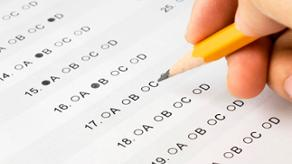 14. A C D
15. B C D
16. A C D
17. A B C
18. A B C D
19. A B C D